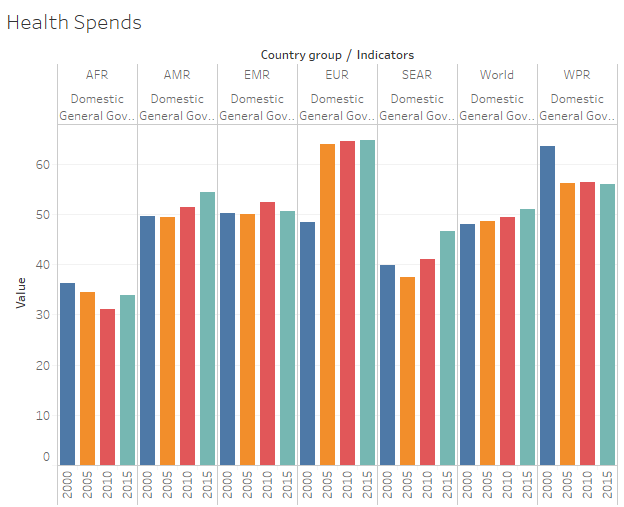 Health Spends
Country group / Indicators
AFR AMR EMR EUR SEAR World WPR
Domestic Domestic Domestic Domestic Domestic Domestic Domestic
General Gov.. General Gov.. General Gov.. General Gov.. General Gov.. General Gov.. General Gov..
60
50
40
30
20
10
0
Value
2000 2005 2010 2015 2000 2005 2010 2015 2000 2005 2010 2015 2000 2005 2010 2015 2000 2005 2010 2015 2000 2005 2010 2015 2000 2005 2010 2015